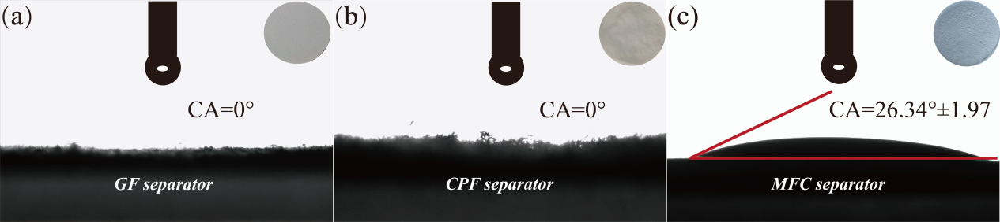 (a)
CA=0°
GF separator
(b)
CA=0°
CPF separator
(c)
CA=26.34°±1.97
MFC separator